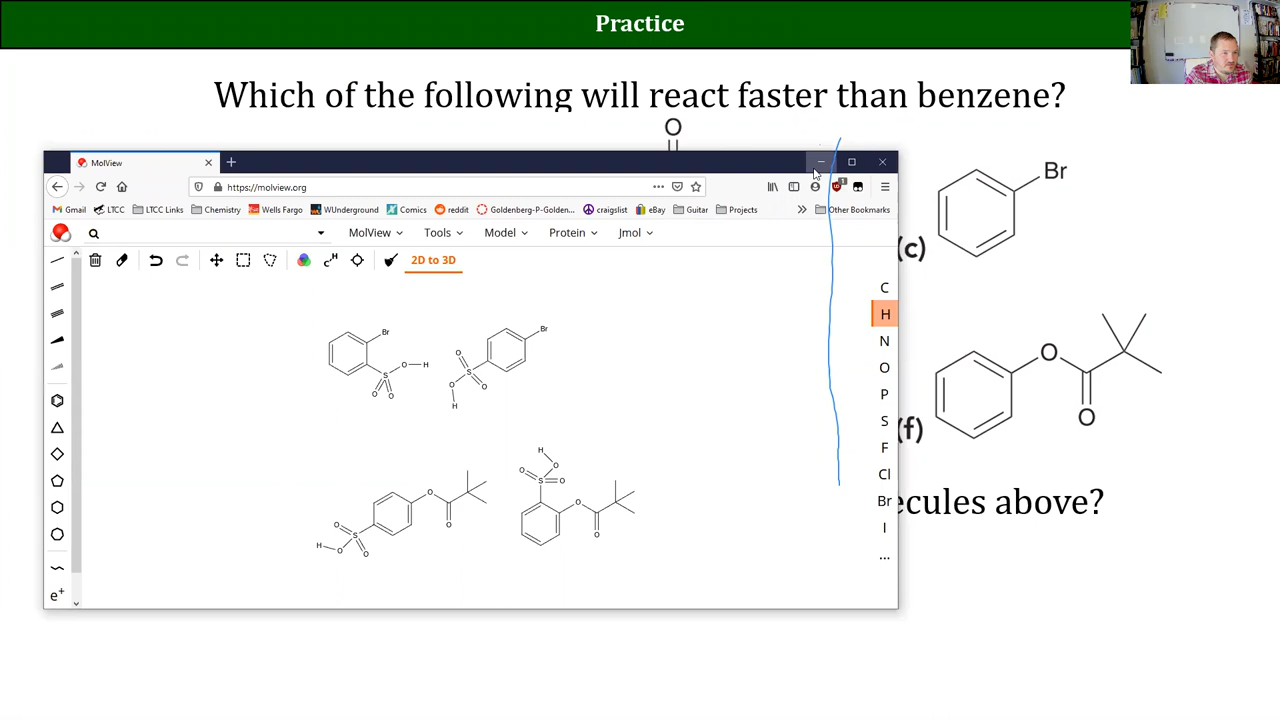 Practice
Which of the following will react faster than benzene?
O
MolView
https://molview.org
Gmail LTCC LTCC Links Chemistry Wells Fargo WUnderground Comics reddit Goldenberg-P-Golden... craigslist eBay Guitar Projects Other Bookmarks
MolView Tools Model Protein Jmol
2D to 3D
C
H
N
O
P
S
F
Cl
Br
I
...
e+
Br
S
O
H
O
O
Br
S
O
O
O
H
O
O
S
O
O
O
H
H
O
O
S
O
O
O
Br
(c)
O
O
(f)
ecules above?